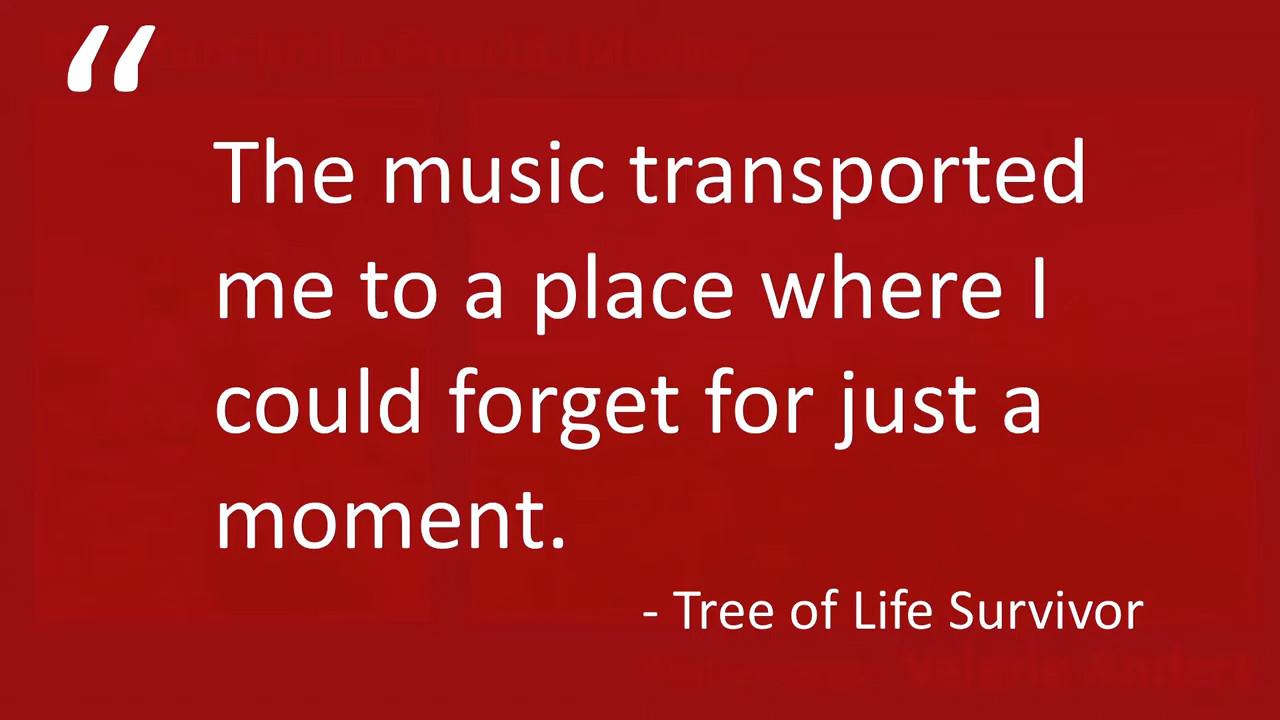 “
The music transported
me to a place where I
could forget for just a
moment.
- Tree of Life Survivor